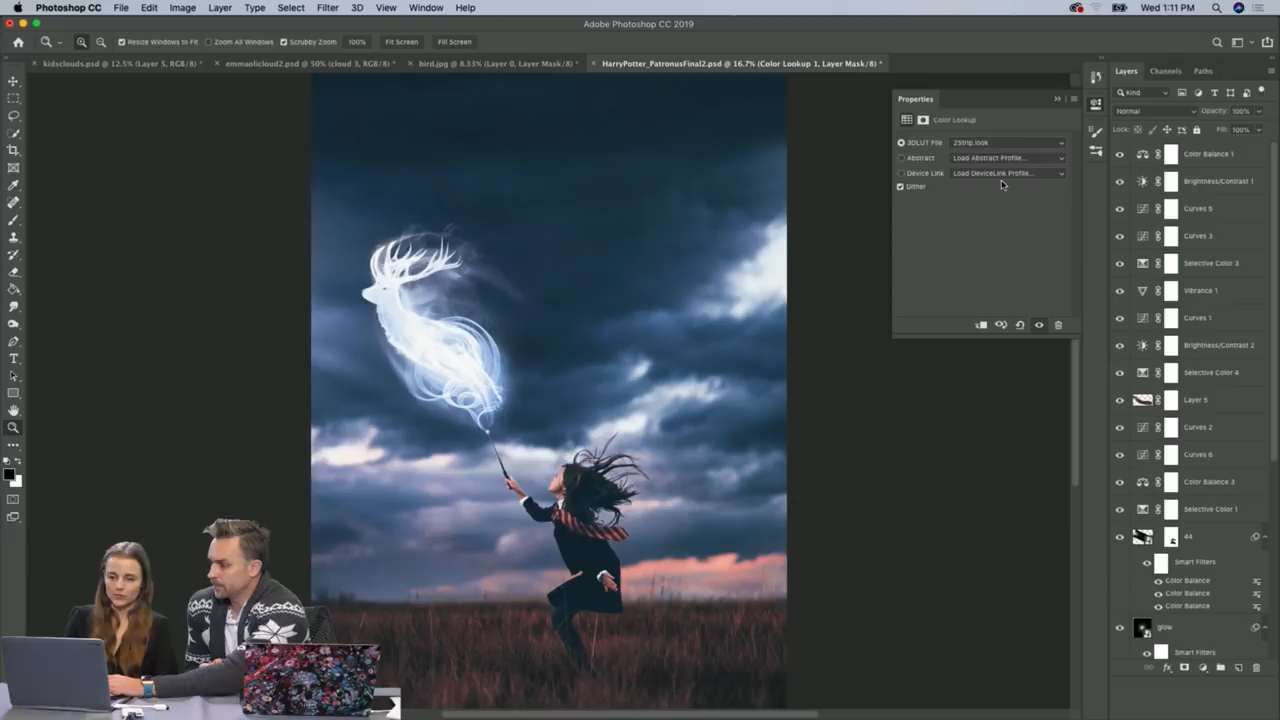 Photoshop CC File Edit Image Layer Type Select Filter 3D View Window Help Wed 1:11 PM
Adobe Photoshop CC 2019
Resize Windows to Fit Zoom All Windows Scrubby Zoom 100% Fit Screen Fill Screen
kidsclouds.psd @ 12.5% (Layer 5, RGB/8) * emmaolicloud2.psd @ 50% (cloud 3, RGB/8) * bird.jpg @ 8.33% (Layer 0, Layer Mask/8) * HarryPotter_PatronusFinal2.psd @ 16.7% (Color Lookup 1, Layer Mask/8) *
Properties
Color Lookup
3DLUT File 2Strip.look
Abstract Load Abstract Profile...
Device Link Load DeviceLink Profile...
Dither
Layers Channels Paths
Kind
Normal Opacity: 100%
Lock: Fill: 100%
Color Balance 1
Brightness/Contrast 1
Curves 5
Curves 3
Selective Color 3
Vibrance 1
Curves 1
Brightness/Contrast 2
Selective Color 4
Layer 5
Curves 2
Curves 6
Color Balance 3
Selective Color 1
44
Smart Filters
Color Balance
Color Balance
Color Balance
glow
Smart Filters